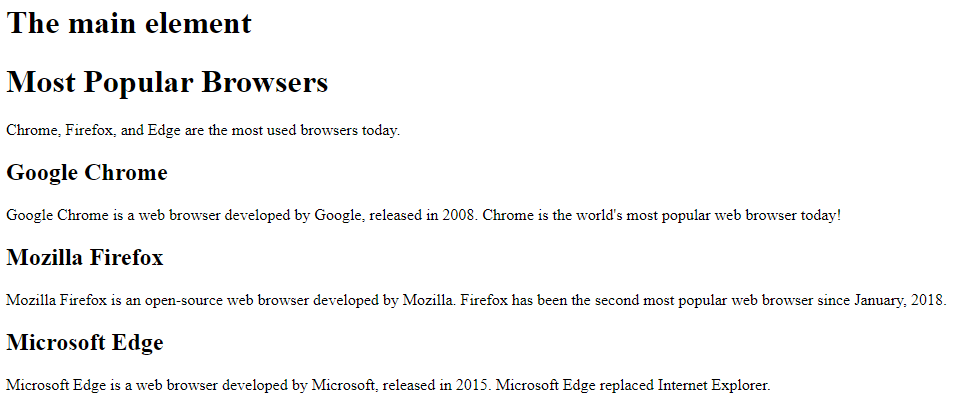 The main element
Most Popular Browsers
Chrome, Firefox, and Edge are the most used browsers today.
Google Chrome
Google Chrome is a web browser developed by Google, released in 2008. Chrome is the world's most popular web browser today!
Mozilla Firefox
Mozilla Firefox is an open-source web browser developed by Mozilla. Firefox has been the second most popular web browser since January, 2018.
Microsoft Edge
Microsoft Edge is a web browser developed by Microsoft, released in 2015. Microsoft Edge replaced Internet Explorer.